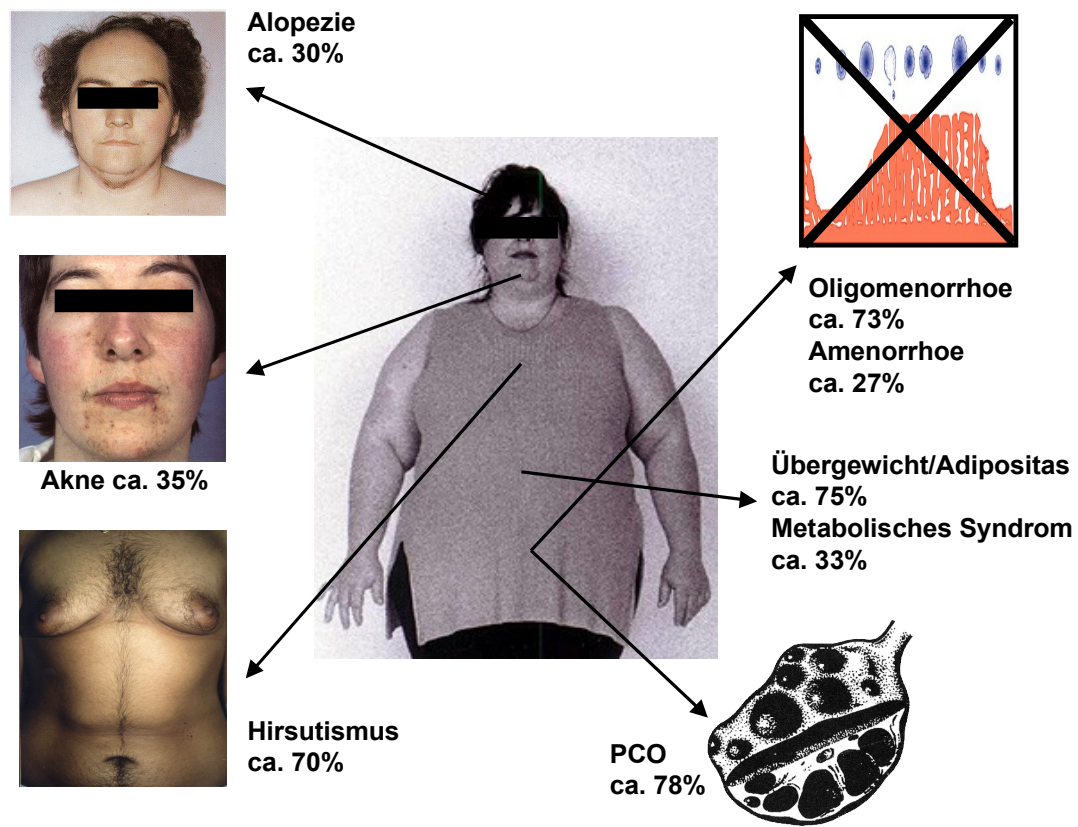 Alopezie
ca. 30%
Akne ca. 35%
Hirsutismus
ca. 70%
Oligomenorrhoe
ca. 73%
Amenorrhoe
ca. 27%
Übergewicht/Adipositas
ca. 75%
Metabolisches Syndrom
ca. 33%
PCO
ca. 78%